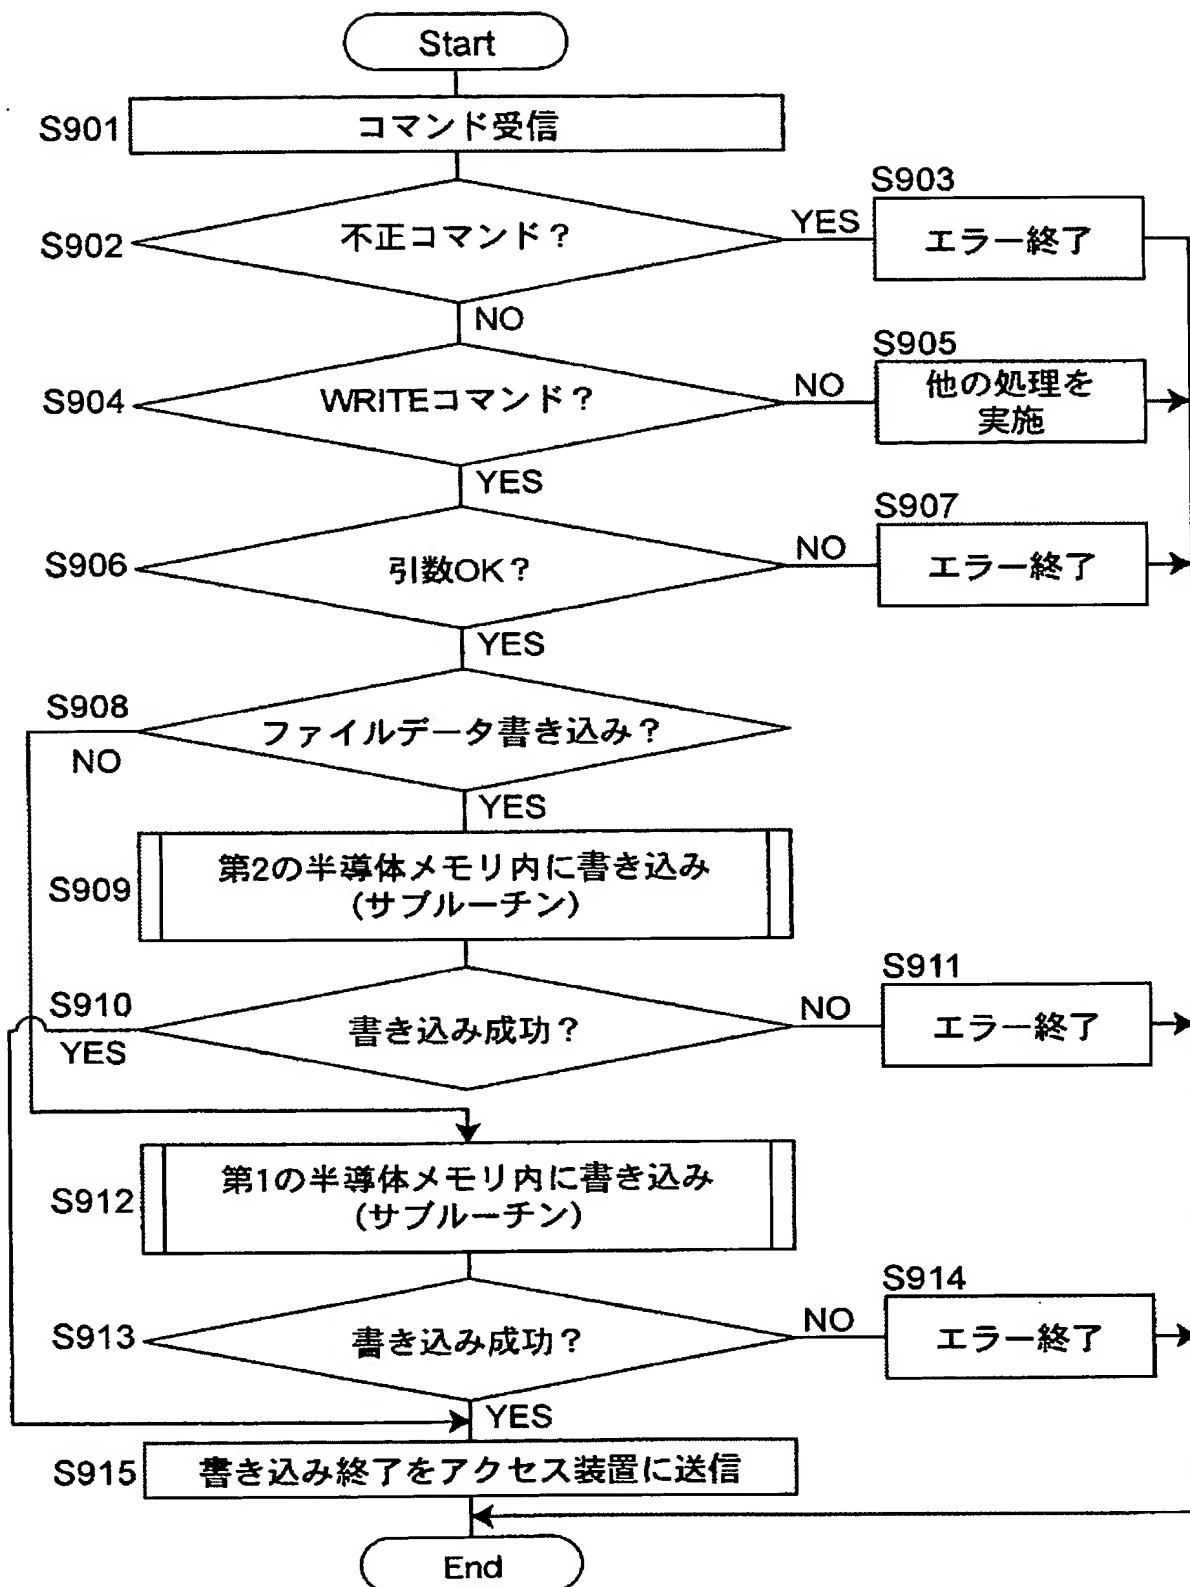 Start
S901
コマンド受信
S902
不正コマンド？
YES
S903
エラー終了
NO
S904
WRITEコマンド？
NO
S905
他の処理を
実施
YES
S906
引数OK？
NO
S907
エラー終了
YES
S908
ファイルデータ書き込み？
NO
YES
S909
第2の半導体メモリ内に書き込み
(サブルーチン)
S910
書き込み成功？
YES
NO
S911
エラー終了
S912
第1の半導体メモリ内に書き込み
(サブルーチン)
S913
書き込み成功？
NO
S914
エラー終了
YES
S915
書き込み終了をアクセス装置に送信
End